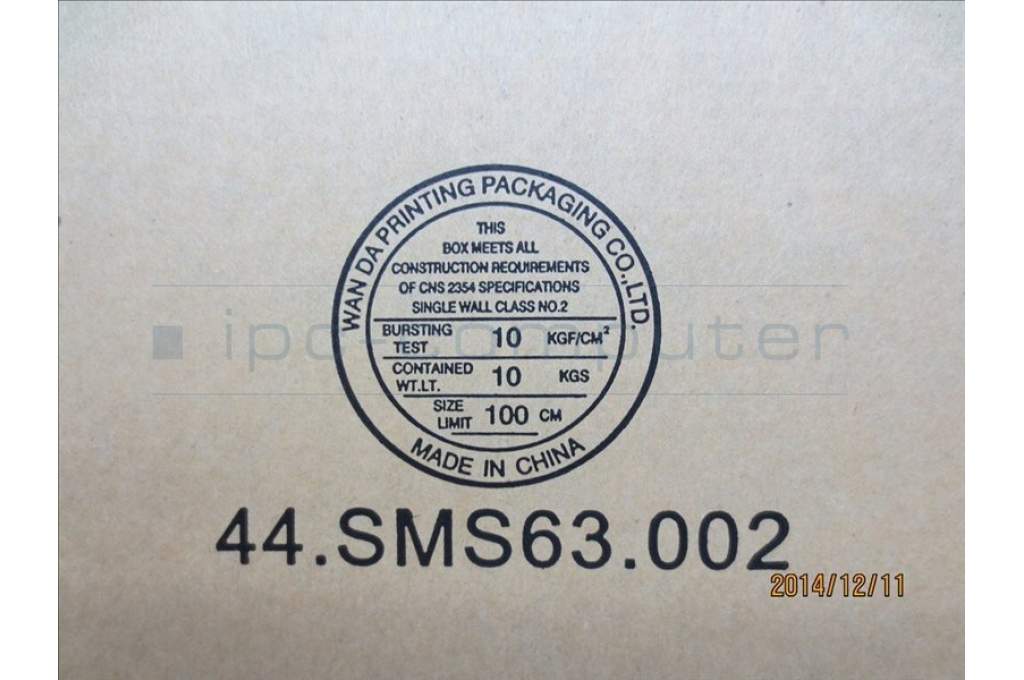 WAN DA PRINTING PACKAGING CO.,LTD.
THIS
BOX MEETS ALL
CONSTRUCTION REQUIREMENTS
OF CNS 2354 SPECIFICATIONS
SINGLE WALL CLASS NO.2
BURSTING TEST 10 KGF/CM²
CONTAINED WT.LT. 10 KGS
SIZE LIMIT 100 CM
MADE IN CHINA
ipc-computer
44.SMS63.002
2014/12/11